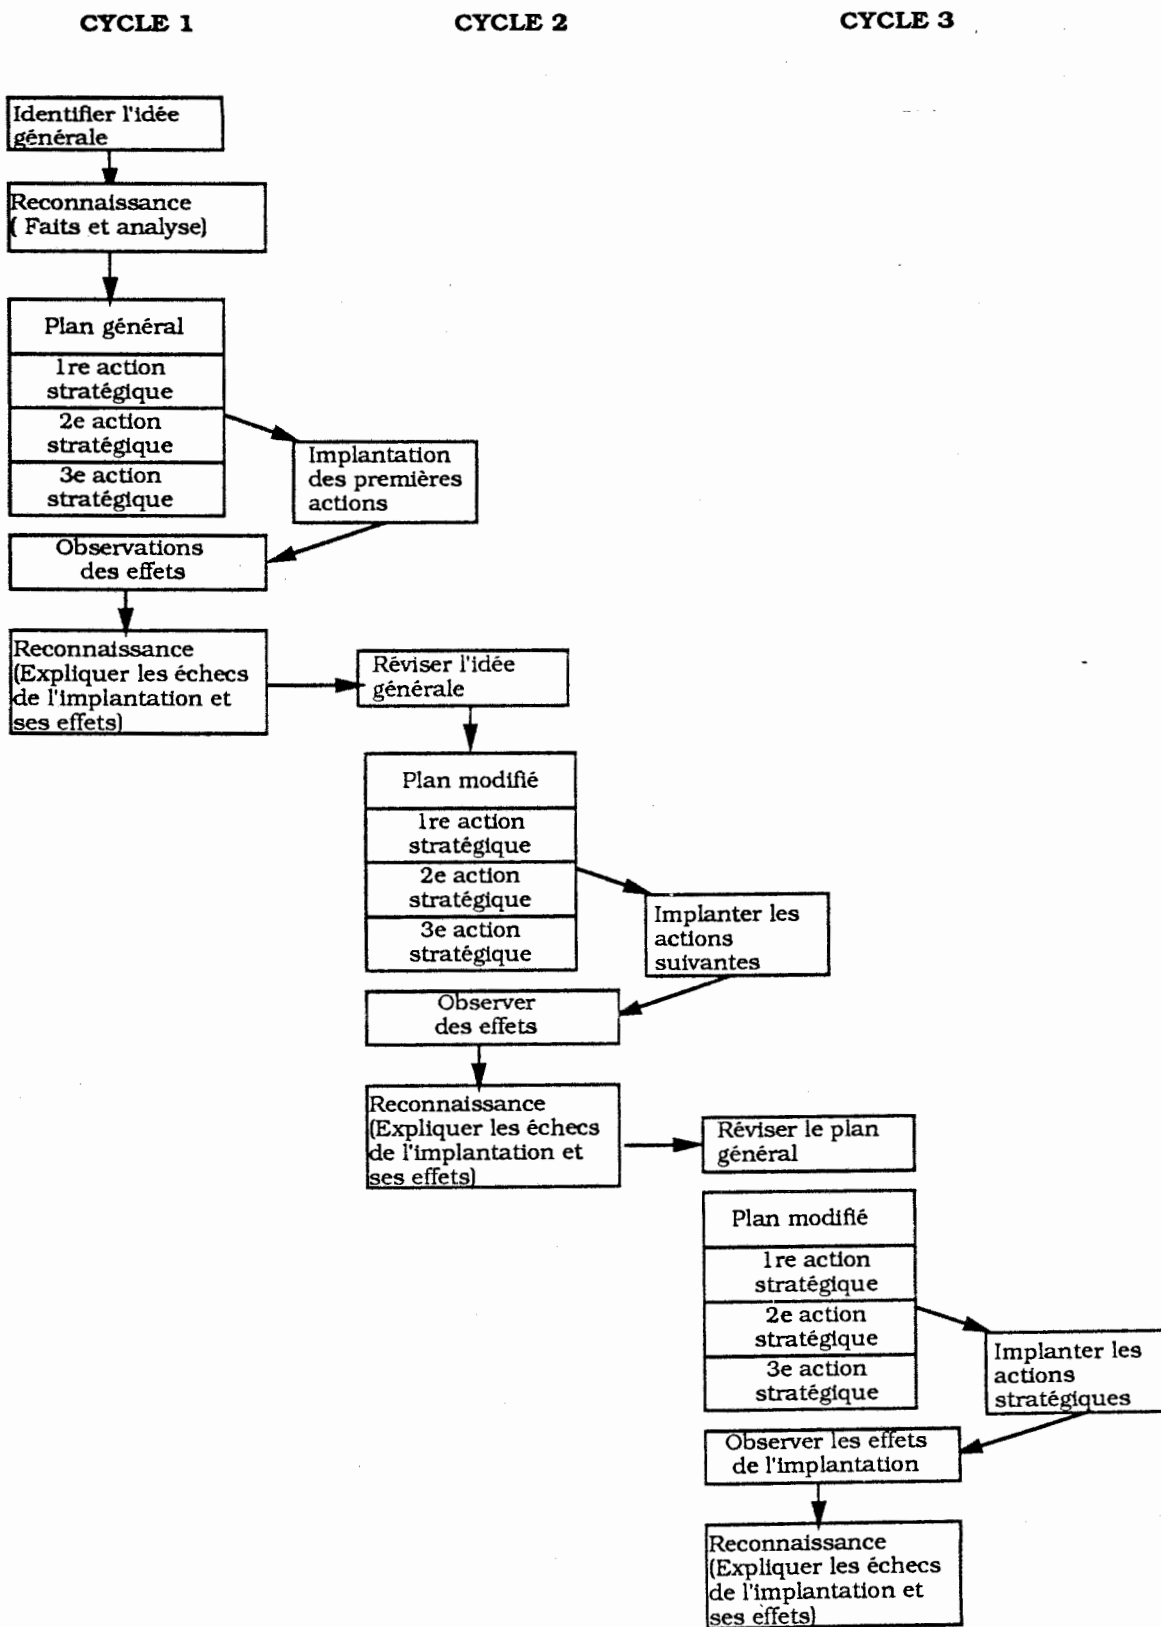 CYCLE 1
CYCLE 2
CYCLE 3
Identifier l'idée
générale
Reconnaissance
( Faits et analyse)
Plan général
1re action
stratégique
2e action
stratégique
3e action
stratégique
Implantation
des premières
actions
Observations
des effets
Reconnaissance
(Expliquer les échecs
de l'implantation et
ses effets)
Réviser l'idée
générale
Plan modifié
1re action
stratégique
2e action
stratégique
3e action
stratégique
Implanter les
actions
suivantes
Observer
des effets
Reconnaissance
(Expliquer les échecs
de l'implantation et
ses effets)
Réviser le plan
général
Plan modifié
1re action
stratégique
2e action
stratégique
3e action
stratégique
Implanter les
actions
stratégiques
Observer les effets
de l'implantation
Reconnaissance
(Expliquer les échecs
de l'implantation et
ses effets)